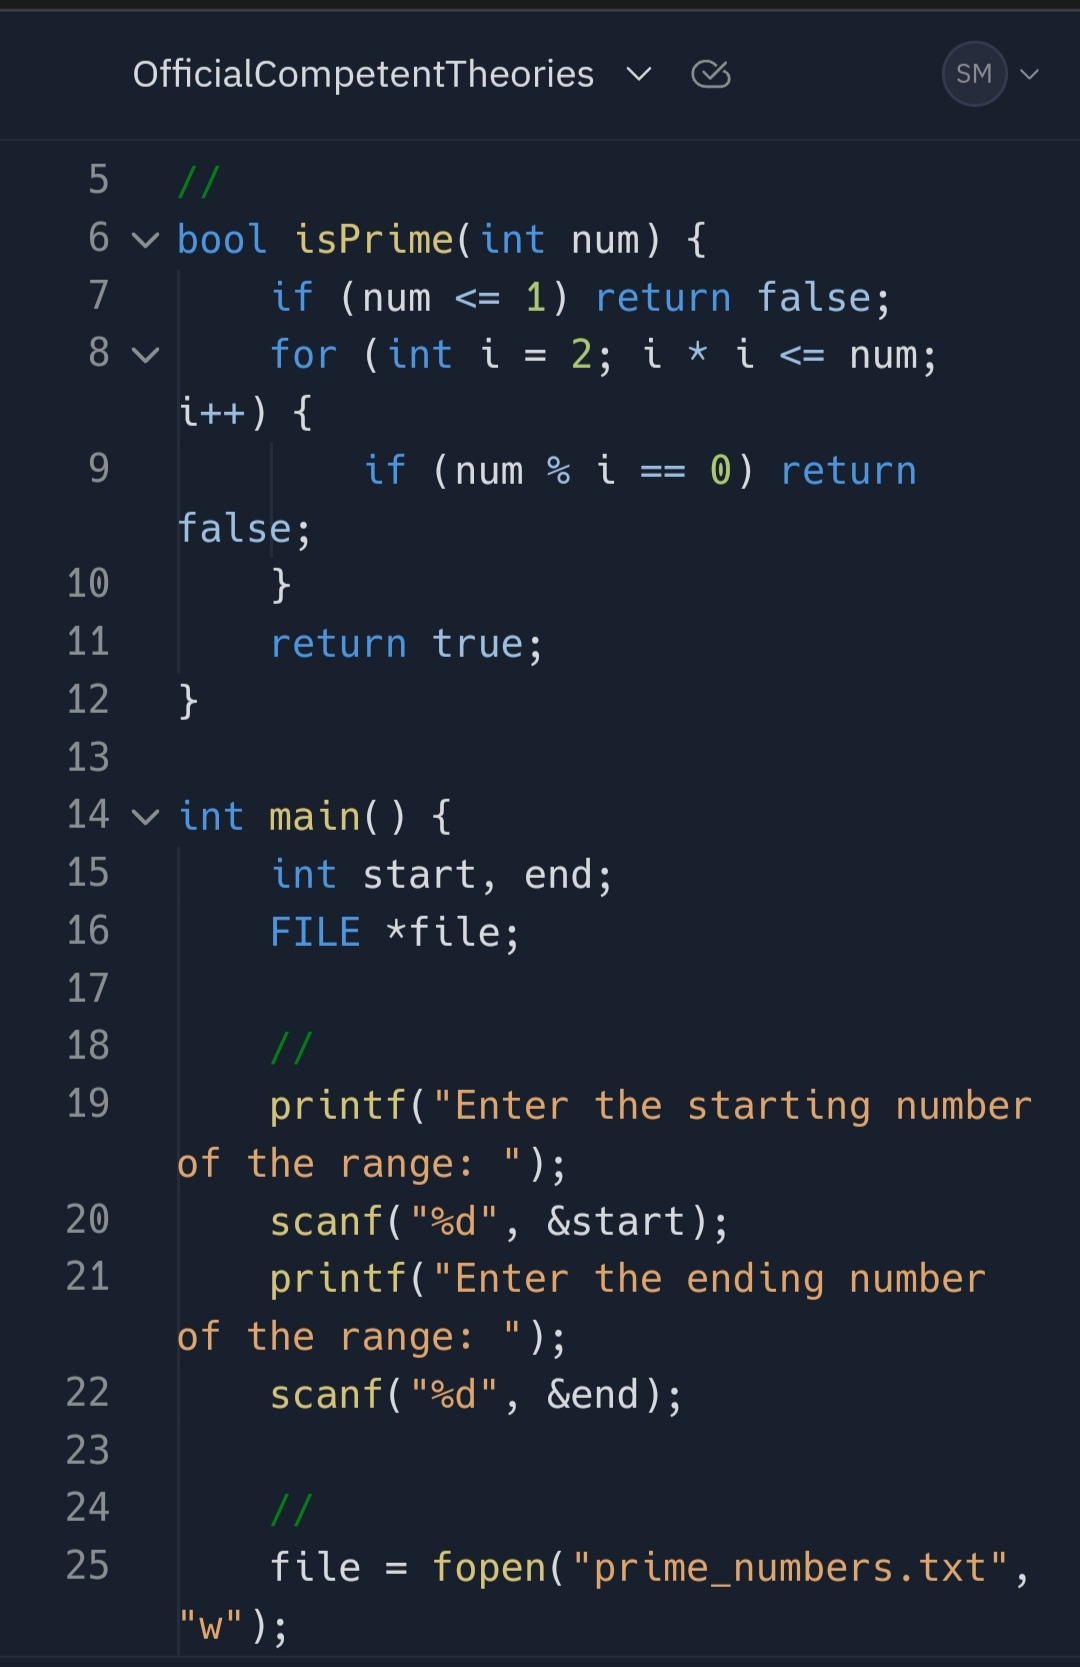 OfficialCompetentTheories
SM
5 //
6 bool isPrime(int num) {
7 if (num <= 1) return false;
8 for (int i = 2; i * i <= num;
i++) {
9 if (num % i == 0) return
false;
10 }
11 return true;
12 }
13
14 int main() {
15 int start, end;
16 FILE *file;
17
18 //
19 printf("Enter the starting number
of the range: ");
20 scanf("%d", &start);
21 printf("Enter the ending number
of the range: ");
22 scanf("%d", &end);
23
24 //
25 file = fopen("prime_numbers.txt",
"w");